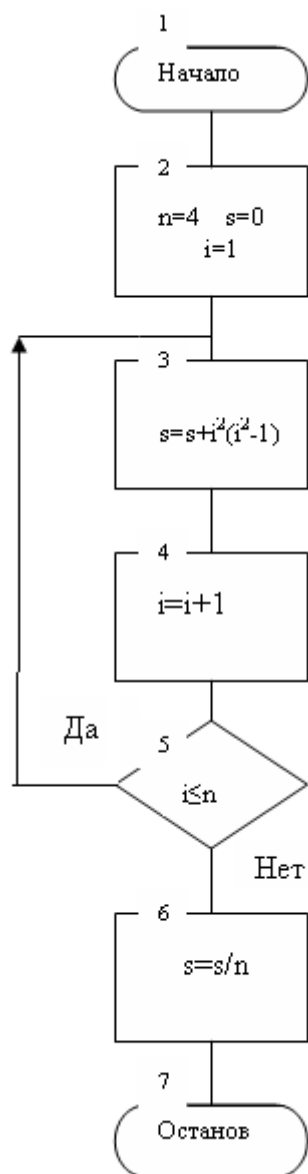 1
Начало
2
n=4 s=0
i=1
3
s=s+i²(i²-1)
4
i=i+1
Да
5
i≤n
Нет
6
s=s/n
7
Останов